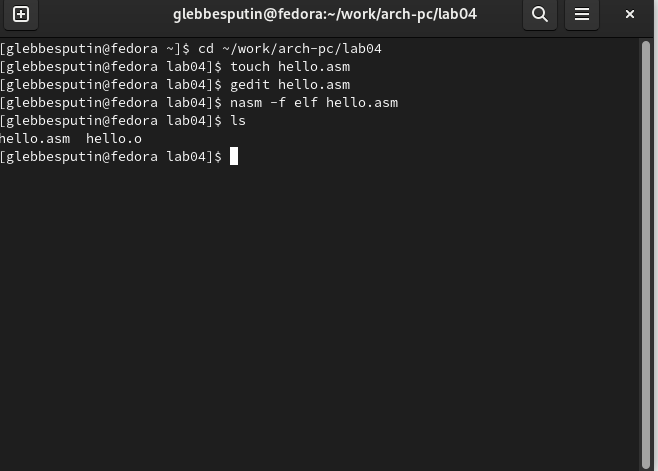 glebbesputin@fedora:~/work/arch-pc/lab04
[glebbesputin@fedora ~]$ cd ~/work/arch-pc/lab04
[glebbesputin@fedora lab04]$ touch hello.asm
[glebbesputin@fedora lab04]$ gedit hello.asm
[glebbesputin@fedora lab04]$ nasm -f elf hello.asm
[glebbesputin@fedora lab04]$ ls
hello.asm  hello.o
[glebbesputin@fedora lab04]$